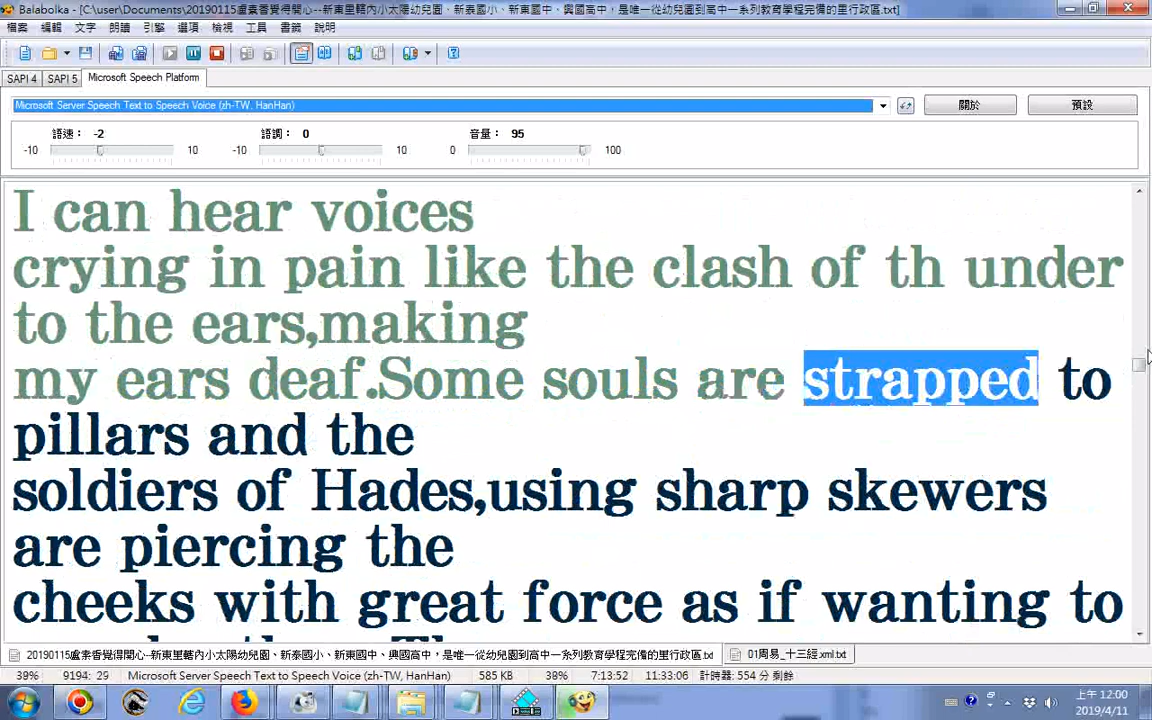 Balabolka - [C:\user\Documents\20190115盧素香覺得開心--新東里轄內小太陽幼兒園、新泰國小、新東國中、興國高中，是唯一從幼兒園到高中一系列教育學程完備的里行政區.txt]
檔案 編輯 文字 朗讀 引擎 選項 檢視 工具 書籤 說明
SAPI 4 SAPI 5 Microsoft Speech Platform
Microsoft Server Speech Text to Speech Voice (zh-TW, HanHan) 關於 預設
語速： -2 語調： 0 音量： 95
-10 10 -10 10 0 100
I can hear voices
crying in pain like the clash of th under
to the ears,making
my ears deaf.Some souls are strapped to
pillars and the
soldiers of Hades,using sharp skewers
are piercing the
cheeks with great force as if wanting to
20190115盧素香覺得開心--新東里轄內小太陽幼兒園、新泰國小、新東國中、興國高中，是唯一從幼兒園到高中一系列教育學程完備的里行政區.txt 01周易_十三經.xml.txt
39% 9194: 29 Microsoft Server Speech Text to Speech Voice (zh-TW, HanHan) 585 KB 38% 7:13:52 11:33:06 計時器： 554 分 剩餘
上午 12:00
2019/4/11